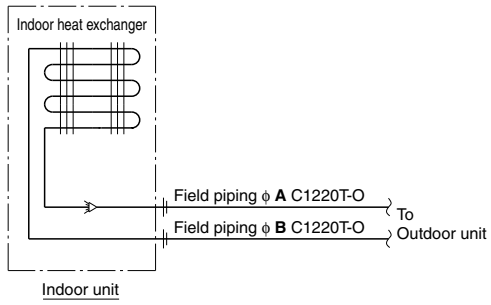 Indoor heat exchanger
Field piping ϕ A C1220T-O
Field piping ϕ B C1220T-O
To
Outdoor unit
Indoor unit